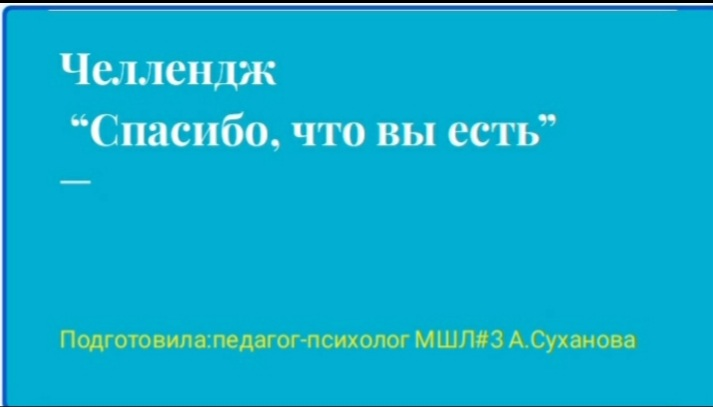 Челлендж
“Спасибо, что вы есть”
Подготовила:педагог-психолог МШЛ#3 А.Суханова